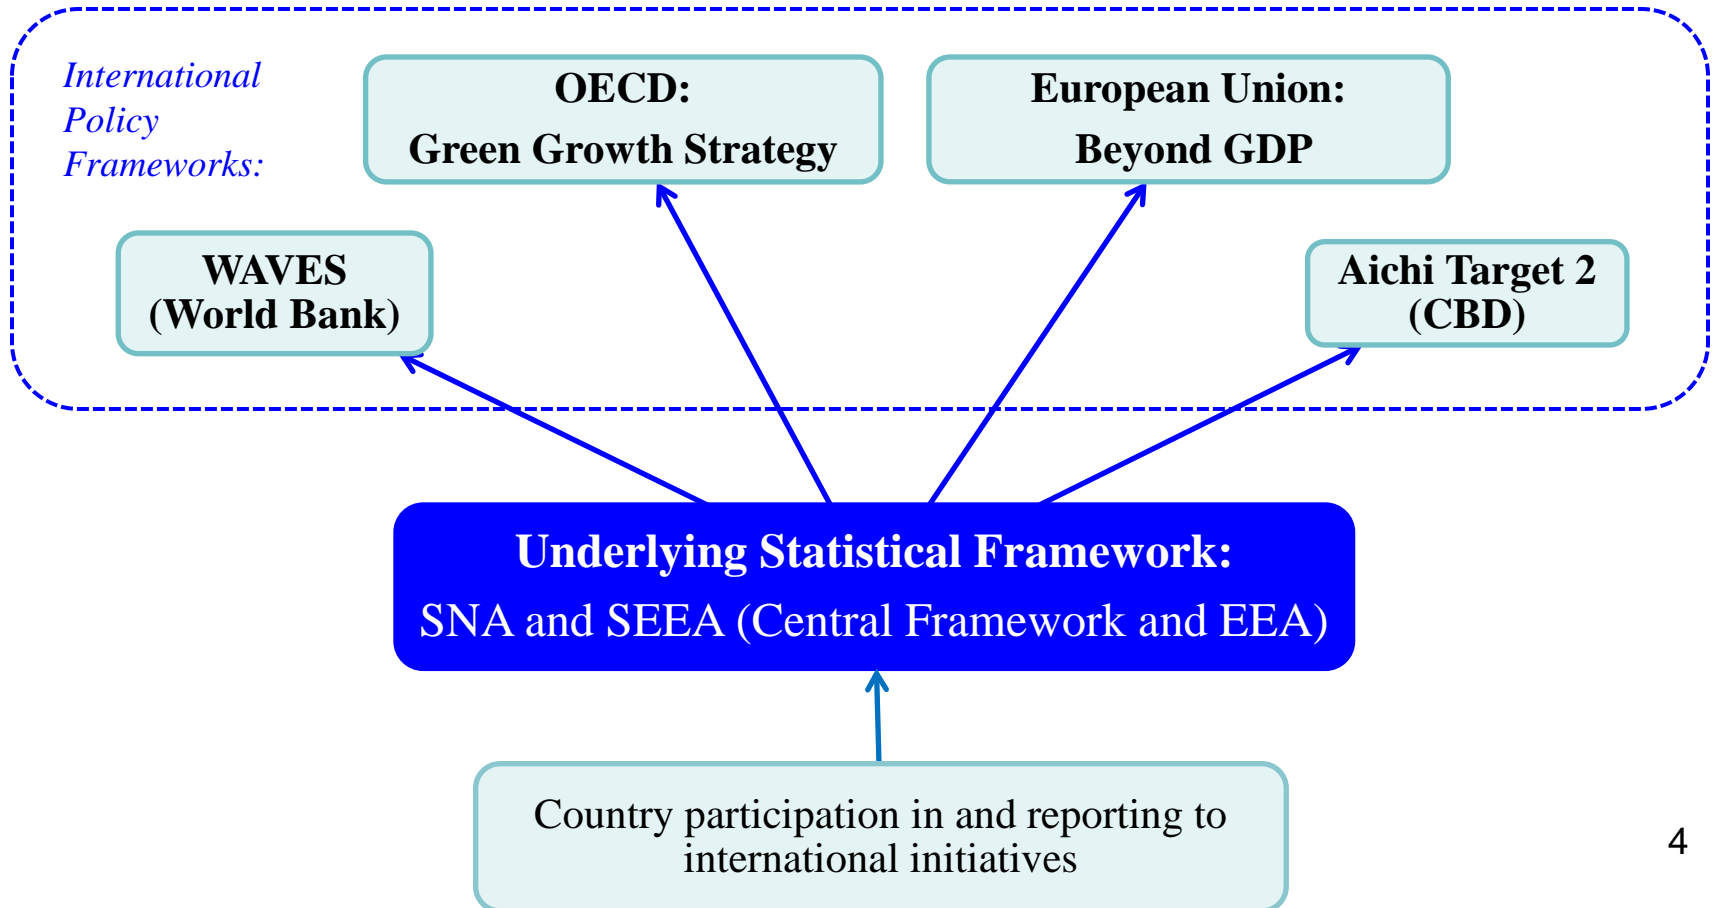 International
Policy
Frameworks:
OECD:
Green Growth Strategy
European Union:
Beyond GDP
WAVES
(World Bank)
Aichi Target 2
(CBD)
Underlying Statistical Framework:
SNA and SEEA (Central Framework and EEA)
Country participation in and reporting to
international initiatives
4